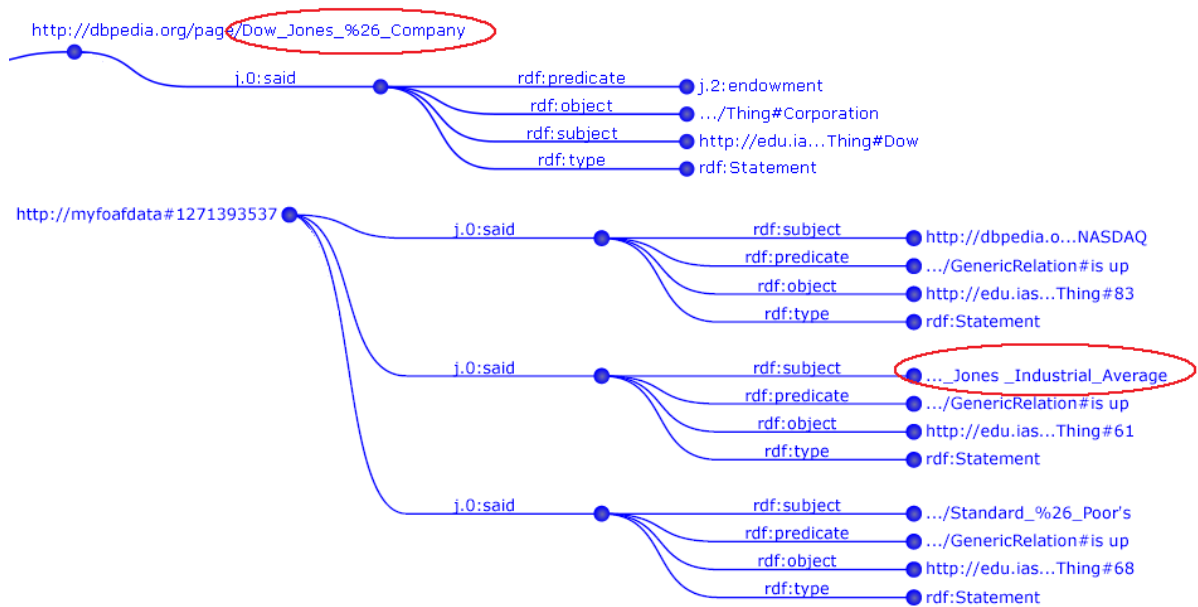 http://dbpedia.org/page/Dow_Jones_%26_Company
j.0:said
rdf:predicate
j.2:endowment
rdf:object
.../Thing#Corporation
rdf:subject
http://edu.ia...Thing#Dow
rdf:type
rdf:Statement
http://myfoafdata#1271393537
j.0:said
rdf:subject
http://dbpedia.o...NASDAQ
rdf:predicate
.../GenericRelation#is up
rdf:object
http://edu.ias...Thing#83
rdf:type
rdf:Statement
j.0:said
rdf:subject
..._Jones _Industrial_Average
rdf:predicate
.../GenericRelation#is up
rdf:object
http://edu.ias...Thing#61
rdf:type
rdf:Statement
j.0:said
rdf:subject
.../Standard_%26_Poor's
rdf:predicate
.../GenericRelation#is up
rdf:object
http://edu.ias...Thing#68
rdf:type
rdf:Statement